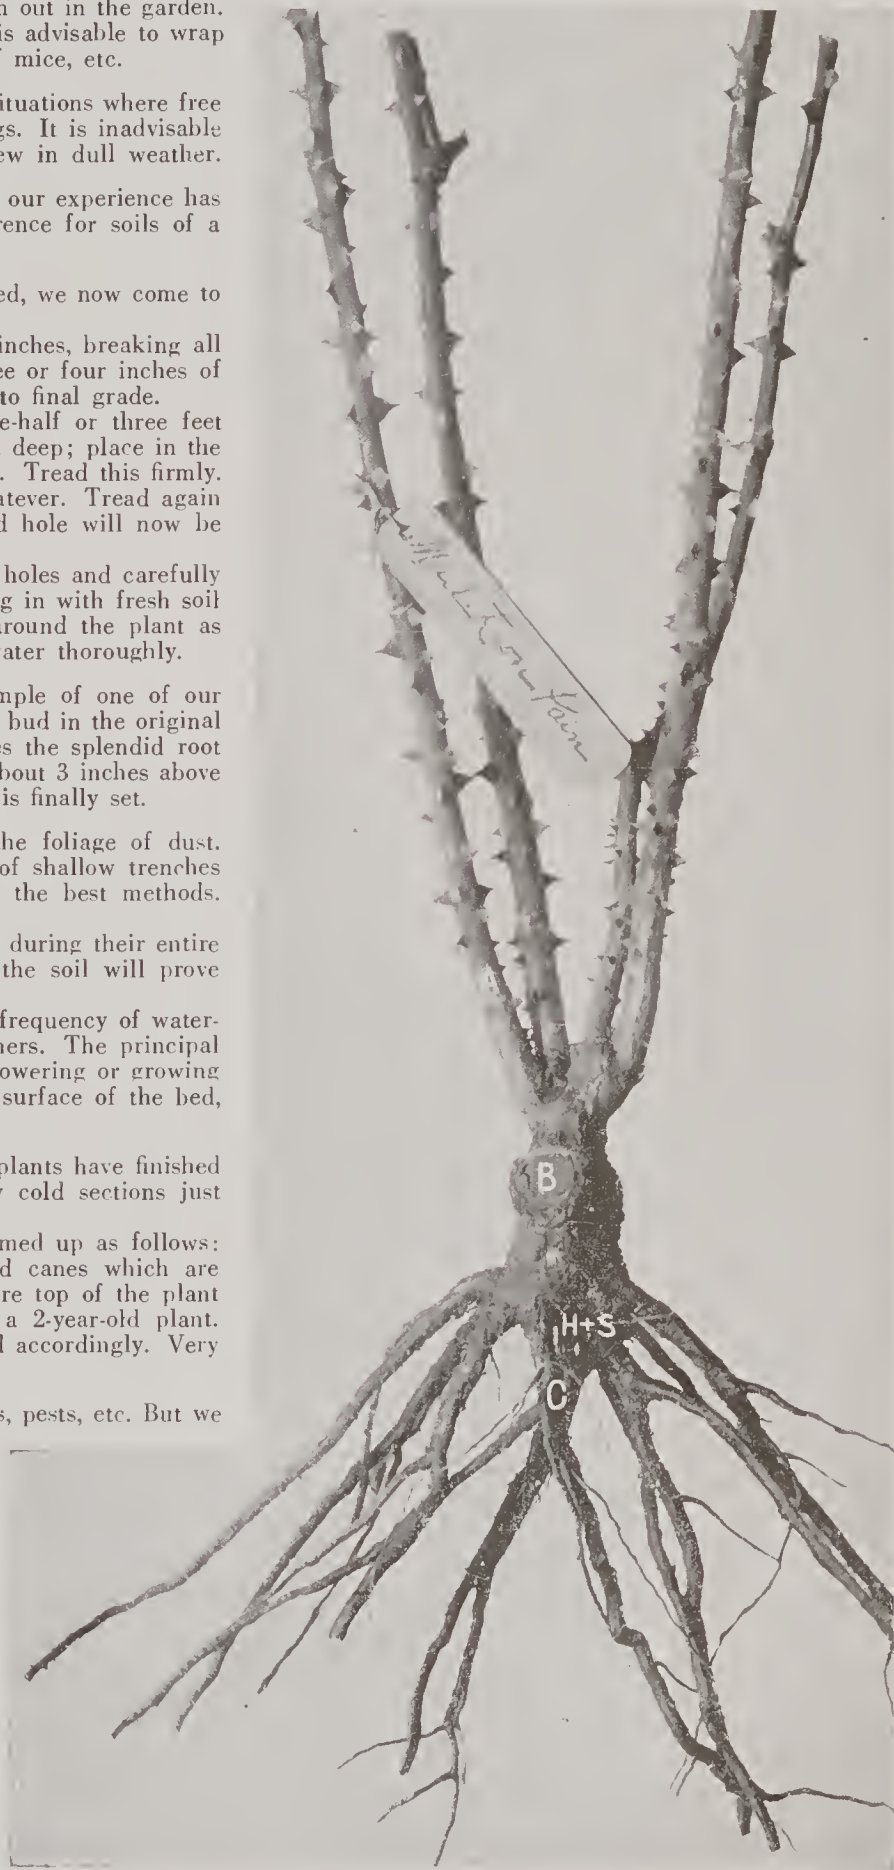 n out in the garden.
is advisable to wrap
mice, etc.
ituations where free
gs. It is inadvisable
ew in dull weather.
our experience has
rence for soils of a
ed, we now come to
inches, breaking all
ee or four inches of
to final grade.
e-half or three feet
deep; place in the
. Tread this firmly.
atever. Tread again
d hole will now be
holes and carefully
g in with fresh soil
around the plant as
ater thoroughly.
mple of one of our
bud in the original
es the splendid root
bout 3 inches above
is finally set.
the foliage of dust.
of shallow trenches
the best methods.
during their entire
the soil will prove
frequency of water-
ners. The principal
owering or growing
surface of the bed,
plants have finished
y cold sections just
med up as follows:
d canes which are
re top of the plant
a 2-year-old plant.
l accordingly. Very
s, pests, etc. But we
B
H+S
C